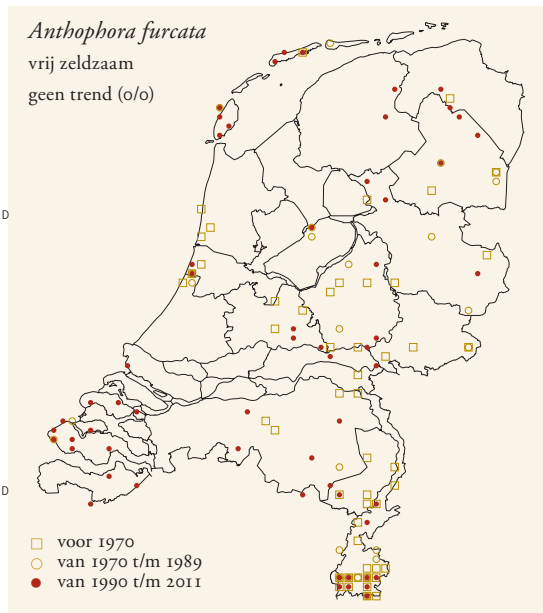 Anthophora furcata
vrij zeldzaam
geen trend (0/0)
D
D
voor 1970
van 1970 t/m 1989
van 1990 t/m 2011